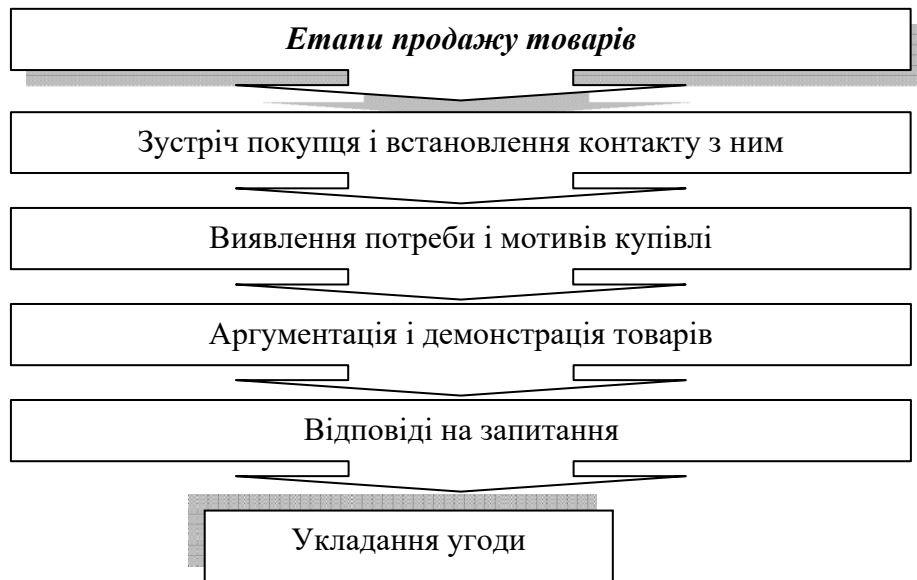 Етапи продажу товарів
Зустріч покупця і встановлення контакту з ним
Виявлення потреби і мотивів купівлі
Аргументація і демонстрація товарів
Відповіді на запитання
Укладання угоди